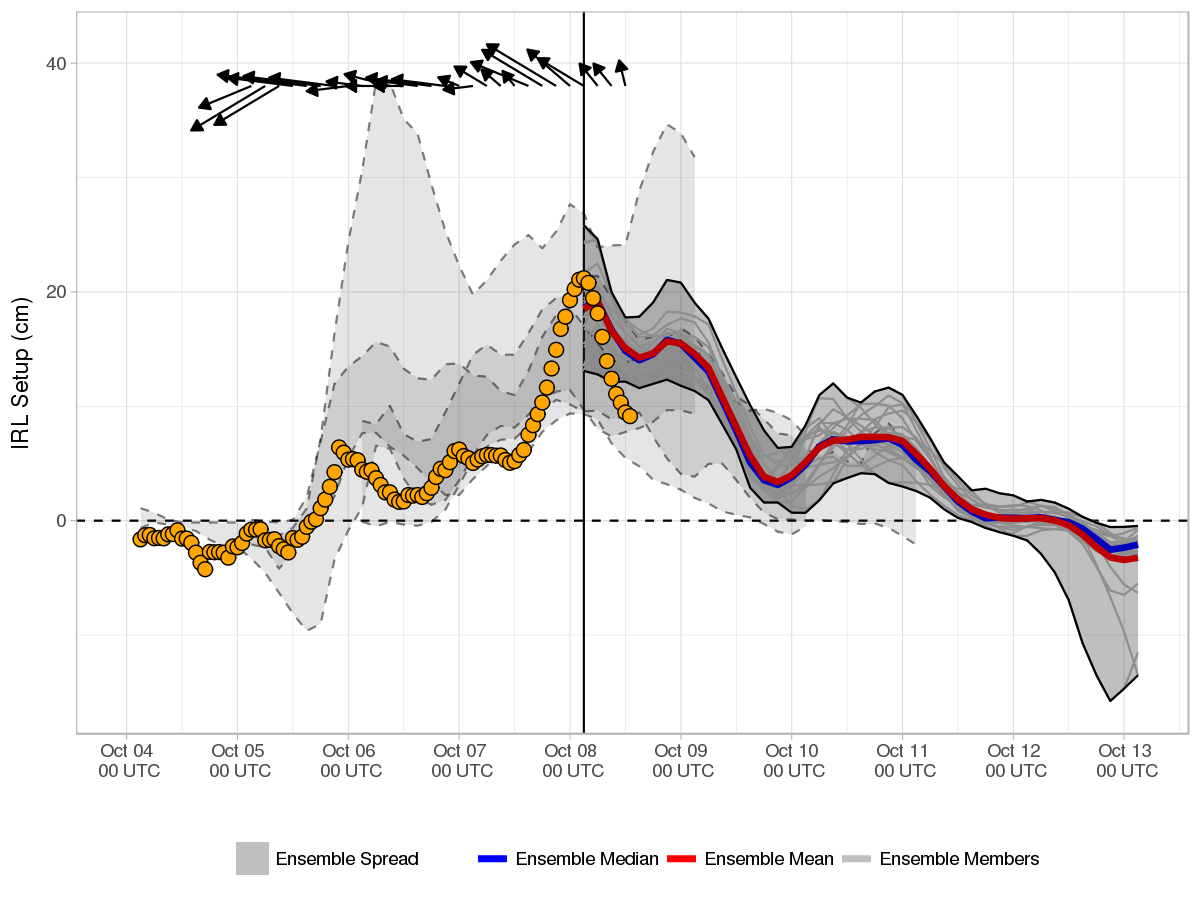 IRL Setup (cm)
40
20
0
Oct 04 Oct 05 Oct 06 Oct 07 Oct 08 Oct 09 Oct 10 Oct 11 Oct 12 Oct 13
00 UTC 00 UTC 00 UTC 00 UTC 00 UTC 00 UTC 00 UTC 00 UTC 00 UTC 00 UTC
Ensemble Spread Ensemble Median Ensemble Mean Ensemble Members